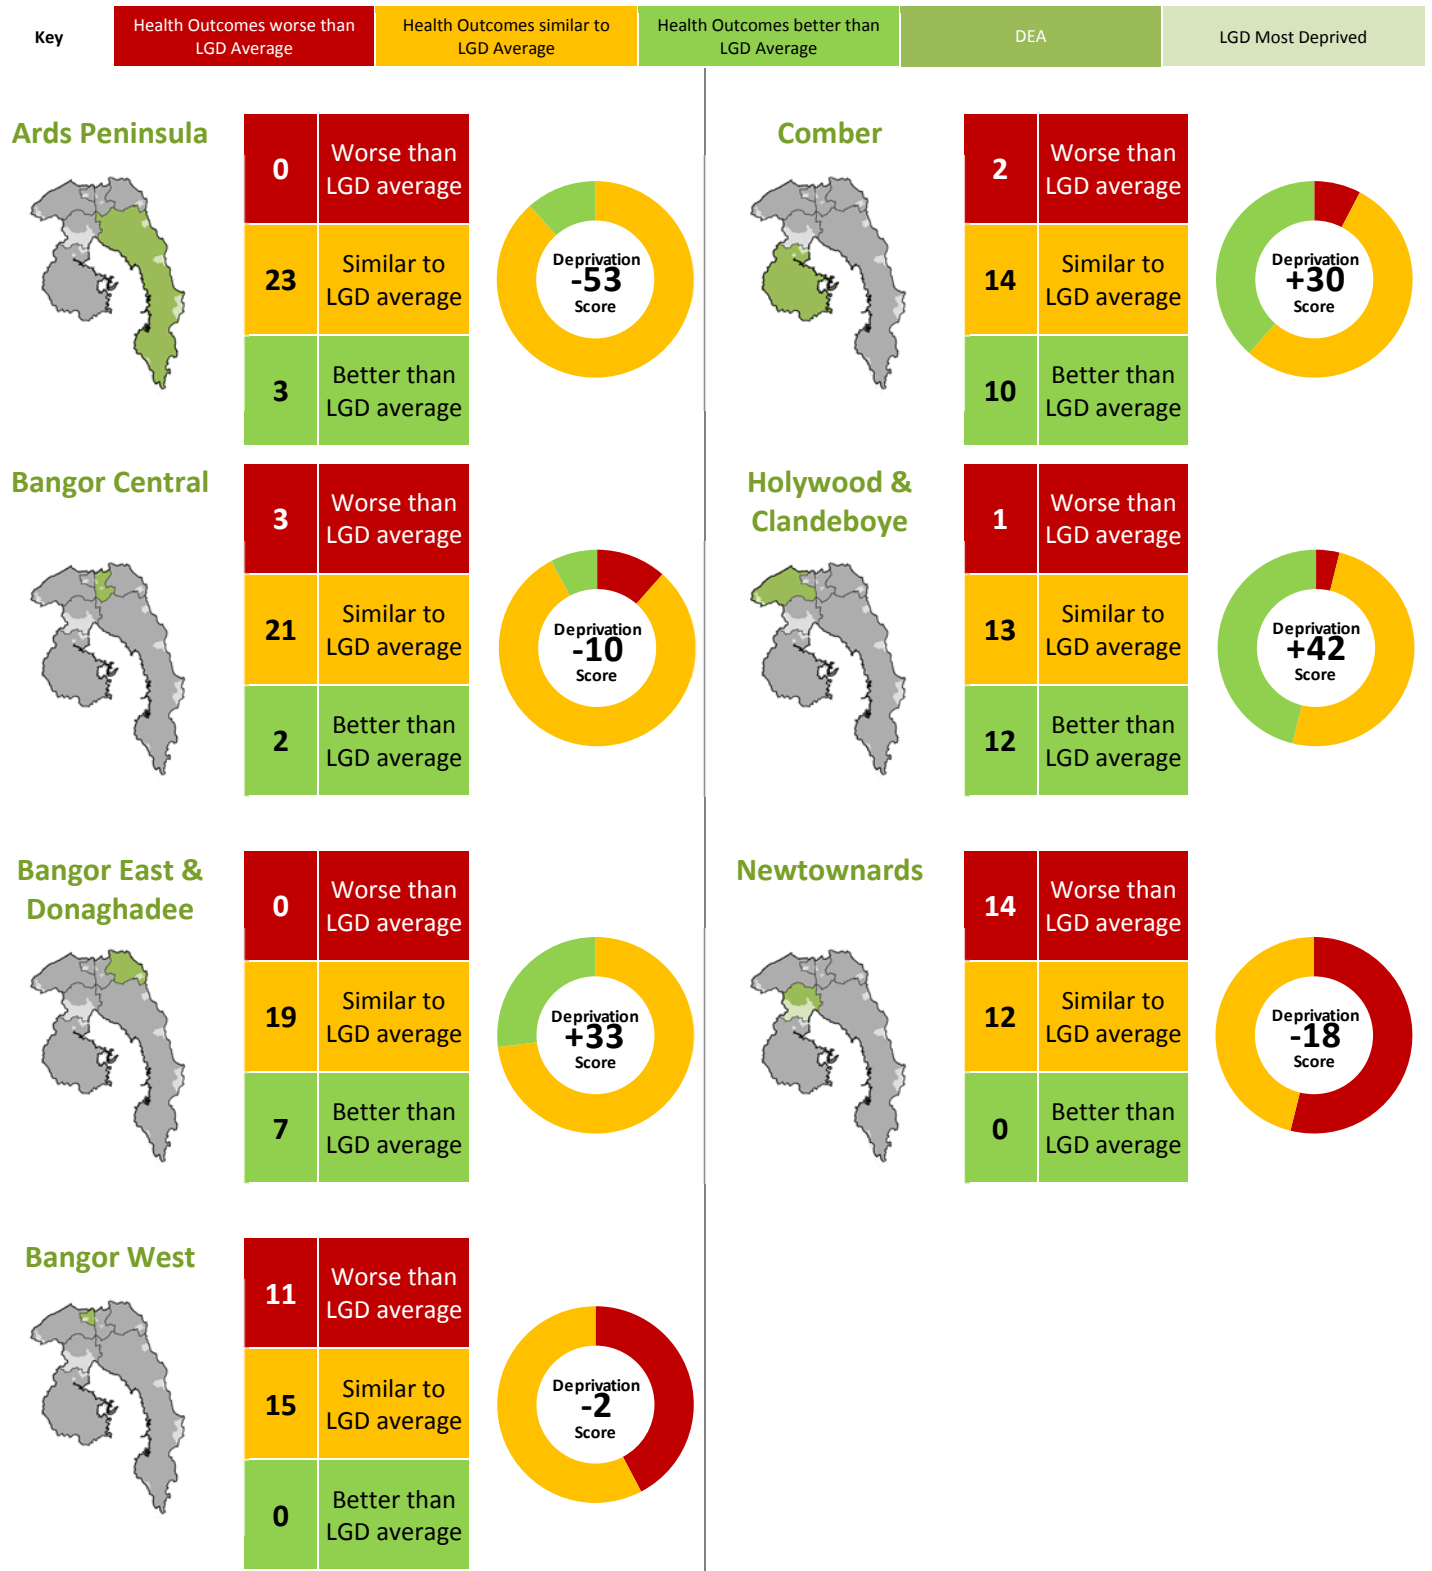 Key
Health Outcomes worse than
LGD Average
Health Outcomes similar to
LGD Average
Health Outcomes better than
LGD Average
DEA
LGD Most Deprived
Ards Peninsula
0
Worse than
LGD average
23
Similar to
LGD average
3
Better than
LGD average
Deprivation
-53
Score
Comber
2
Worse than
LGD average
14
Similar to
LGD average
10
Better than
LGD average
Deprivation
+30
Score
Bangor Central
3
Worse than
LGD average
21
Similar to
LGD average
2
Better than
LGD average
Deprivation
-10
Score
Holywood &
Clandeboye
1
Worse than
LGD average
13
Similar to
LGD average
12
Better than
LGD average
Deprivation
+42
Score
Bangor East &
Donaghadee
0
Worse than
LGD average
19
Similar to
LGD average
7
Better than
LGD average
Deprivation
+33
Score
Newtownards
14
Worse than
LGD average
12
Similar to
LGD average
0
Better than
LGD average
Deprivation
-18
Score
Bangor West
11
Worse than
LGD average
15
Similar to
LGD average
0
Better than
LGD average
Deprivation
-2
Score